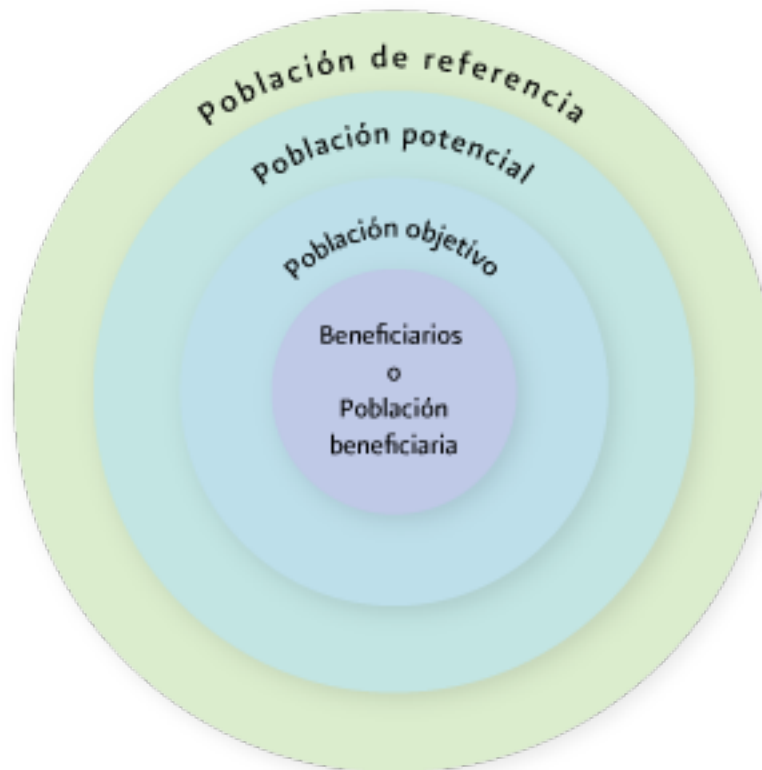 Población de referencia
Población potencial
Población objetivo
Beneficiarios
o
Población
beneficiaria